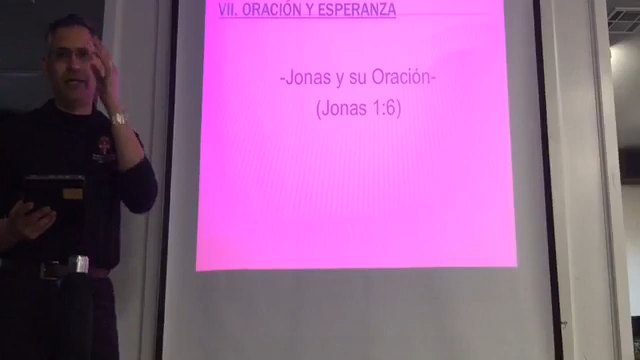 VII. ORACIÓN Y ESPERANZA
-Jonas y su Oración-
(Jonas 1:6)